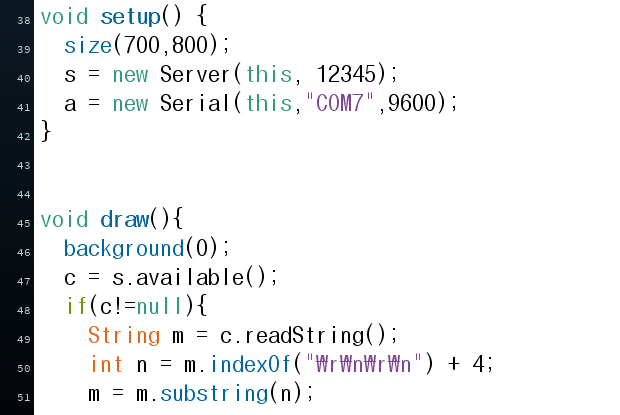 38 void setup() {
39 size(700,800);
40 s = new Server(this, 12345);
41 a = new Serial(this,"COM7",9600);
42 }
43
44
45 void draw(){
46 background(0);
47 c = s.available();
48 if(c!=null){
49 String m = c.readString();
50 int n = m.indexOf("₩r₩n₩r₩n") + 4;
51 m = m.substring(n);